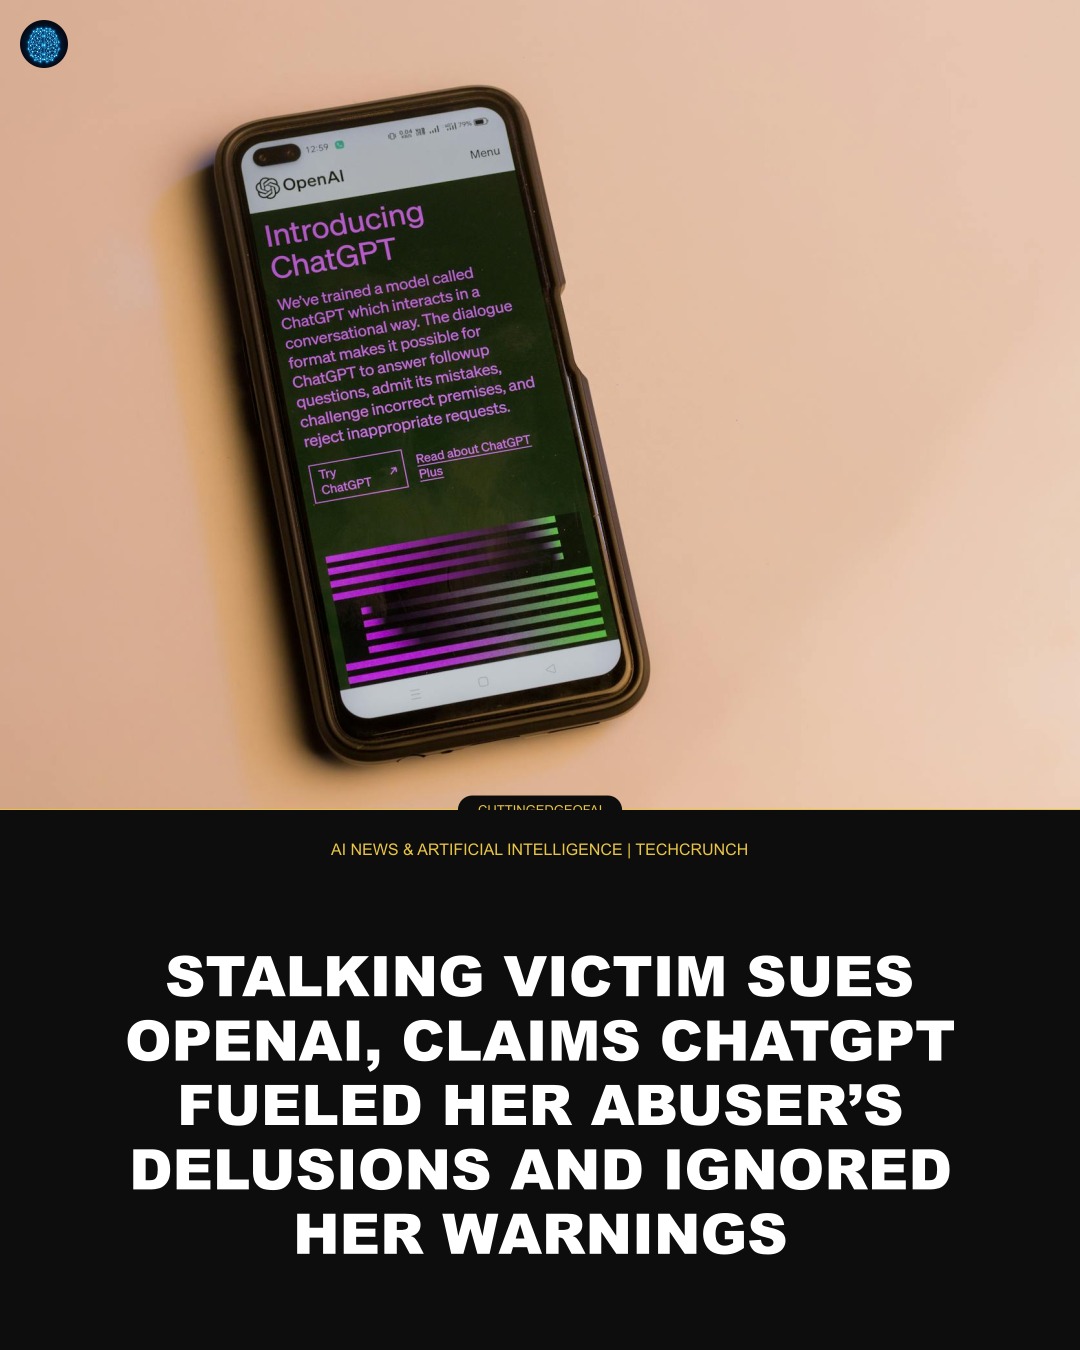 12:59
79%
OpenAI
Menu
Introducing
ChatGPT
We've trained a model called
ChatGPT which interacts in a
conversational way. The dialogue
format makes it possible for
ChatGPT to answer followup
questions, admit its mistakes,
challenge incorrect premises, and
reject inappropriate requests.
Try
ChatGPT ↗
Read about ChatGPT
Plus
CUTTINGEDGEOFAI
AI NEWS & ARTIFICIAL INTELLIGENCE | TECHCRUNCH
STALKING VICTIM SUES
OPENAI, CLAIMS CHATGPT
FUELED HER ABUSER’S
DELUSIONS AND IGNORED
HER WARNINGS